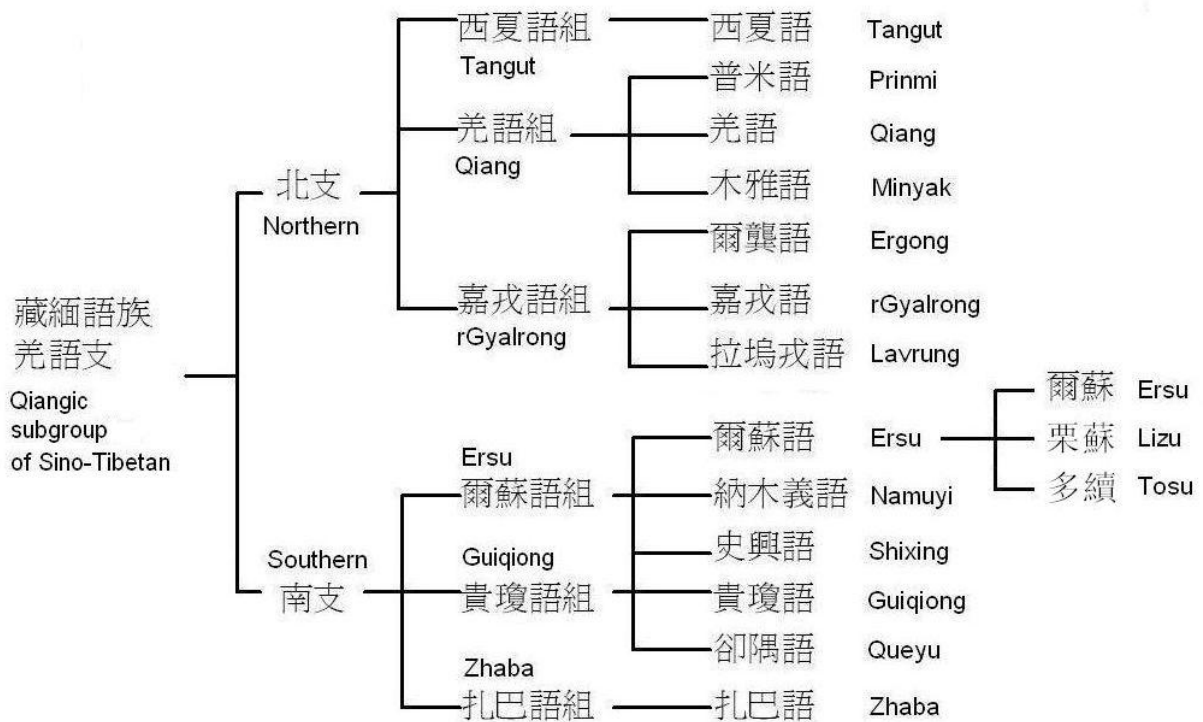 藏緬語族
羌語支
Qiangic
subgroup
of Sino-Tibetan
北支
Northern
Southern
南支
西夏語組
Tangut
羌語組
Qiang
嘉戎語組
rGyalrong
Ersu
爾蘇語組
Guiqiong
貴瓊語組
Zhaba
扎巴語組
西夏語 Tangut
普米語 Prinmi
羌語 Qiang
木雅語 Minyak
爾龔語 Ergong
嘉戎語 rGyalrong
拉塢戎語 Lavrung
爾蘇語 Ersu
納木義語 Namuyi
史興語 Shixing
貴瓊語 Guiqiong
卻隅語 Queyu
扎巴語 Zhaba
爾蘇 Ersu
栗蘇 Lizu
多續 Tosu